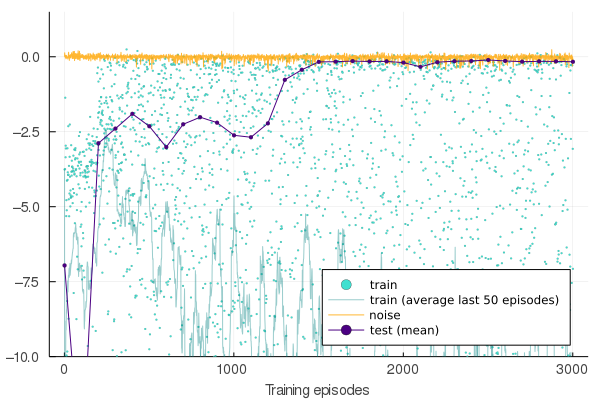 0.0
−2.5
−5.0
−7.5
−10.0
0
1000
2000
3000
Training episodes
train
train (average last 50 episodes)
noise
test (mean)